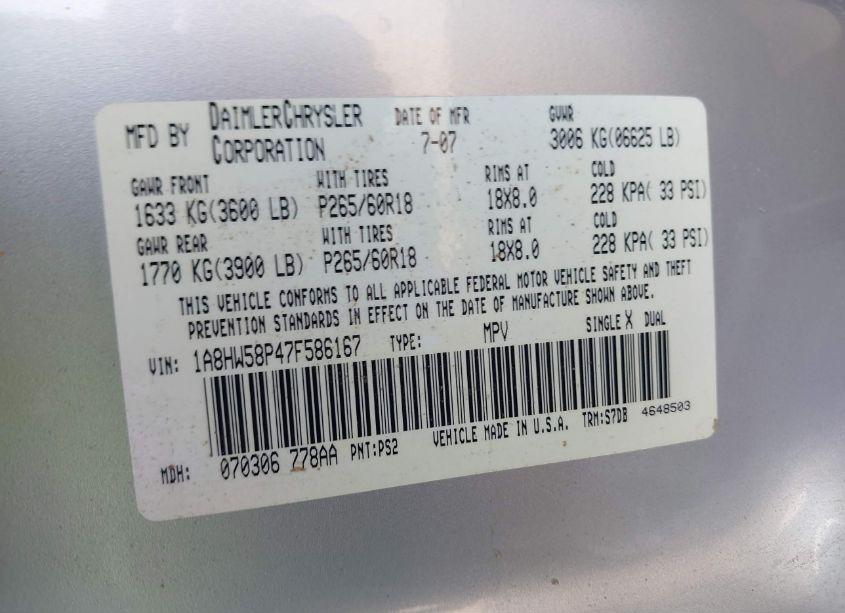 MFD BY DAIMLERCHRYSLER CORPORATION DATE OF MFR 7-07 GVWR 3006 KG(06625 LB)
GAWR FRONT WITH TIRES RIMS AT COLD
1633 KG(3600 LB) P265/60R18 18X8.0 228 KPA( 33 PSI)
GAWR REAR WITH TIRES RIMS AT COLD
1770 KG(3900 LB) P265/60R18 18X8.0 228 KPA( 33 PSI)
THIS VEHICLE CONFORMS TO ALL APPLICABLE FEDERAL MOTOR VEHICLE SAFETY AND THEFT
PREVENTION STANDARDS IN EFFECT ON THE DATE OF MANUFACTURE SHOWN ABOVE.
VIN: 1A8HW58P47F586167 TYPE: MPV SINGLE X DUAL
MDH: 070306 778AA PNT:PS2 VEHICLE MADE IN U.S.A. TRM:S7DB 4648503